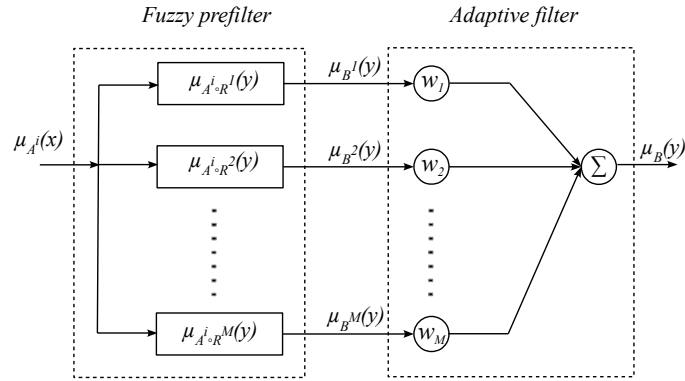 Fuzzy prefilter
Adaptive filter
μ_{A^i}(x)
μ_{A^i∘R^1}(y)
μ_{B^1}(y)
w_1
μ_{A^i∘R^2}(y)
μ_{B^2}(y)
w_2
Σ
μ_B(y)
μ_{A^i∘R^M}(y)
μ_{B^M}(y)
w_M